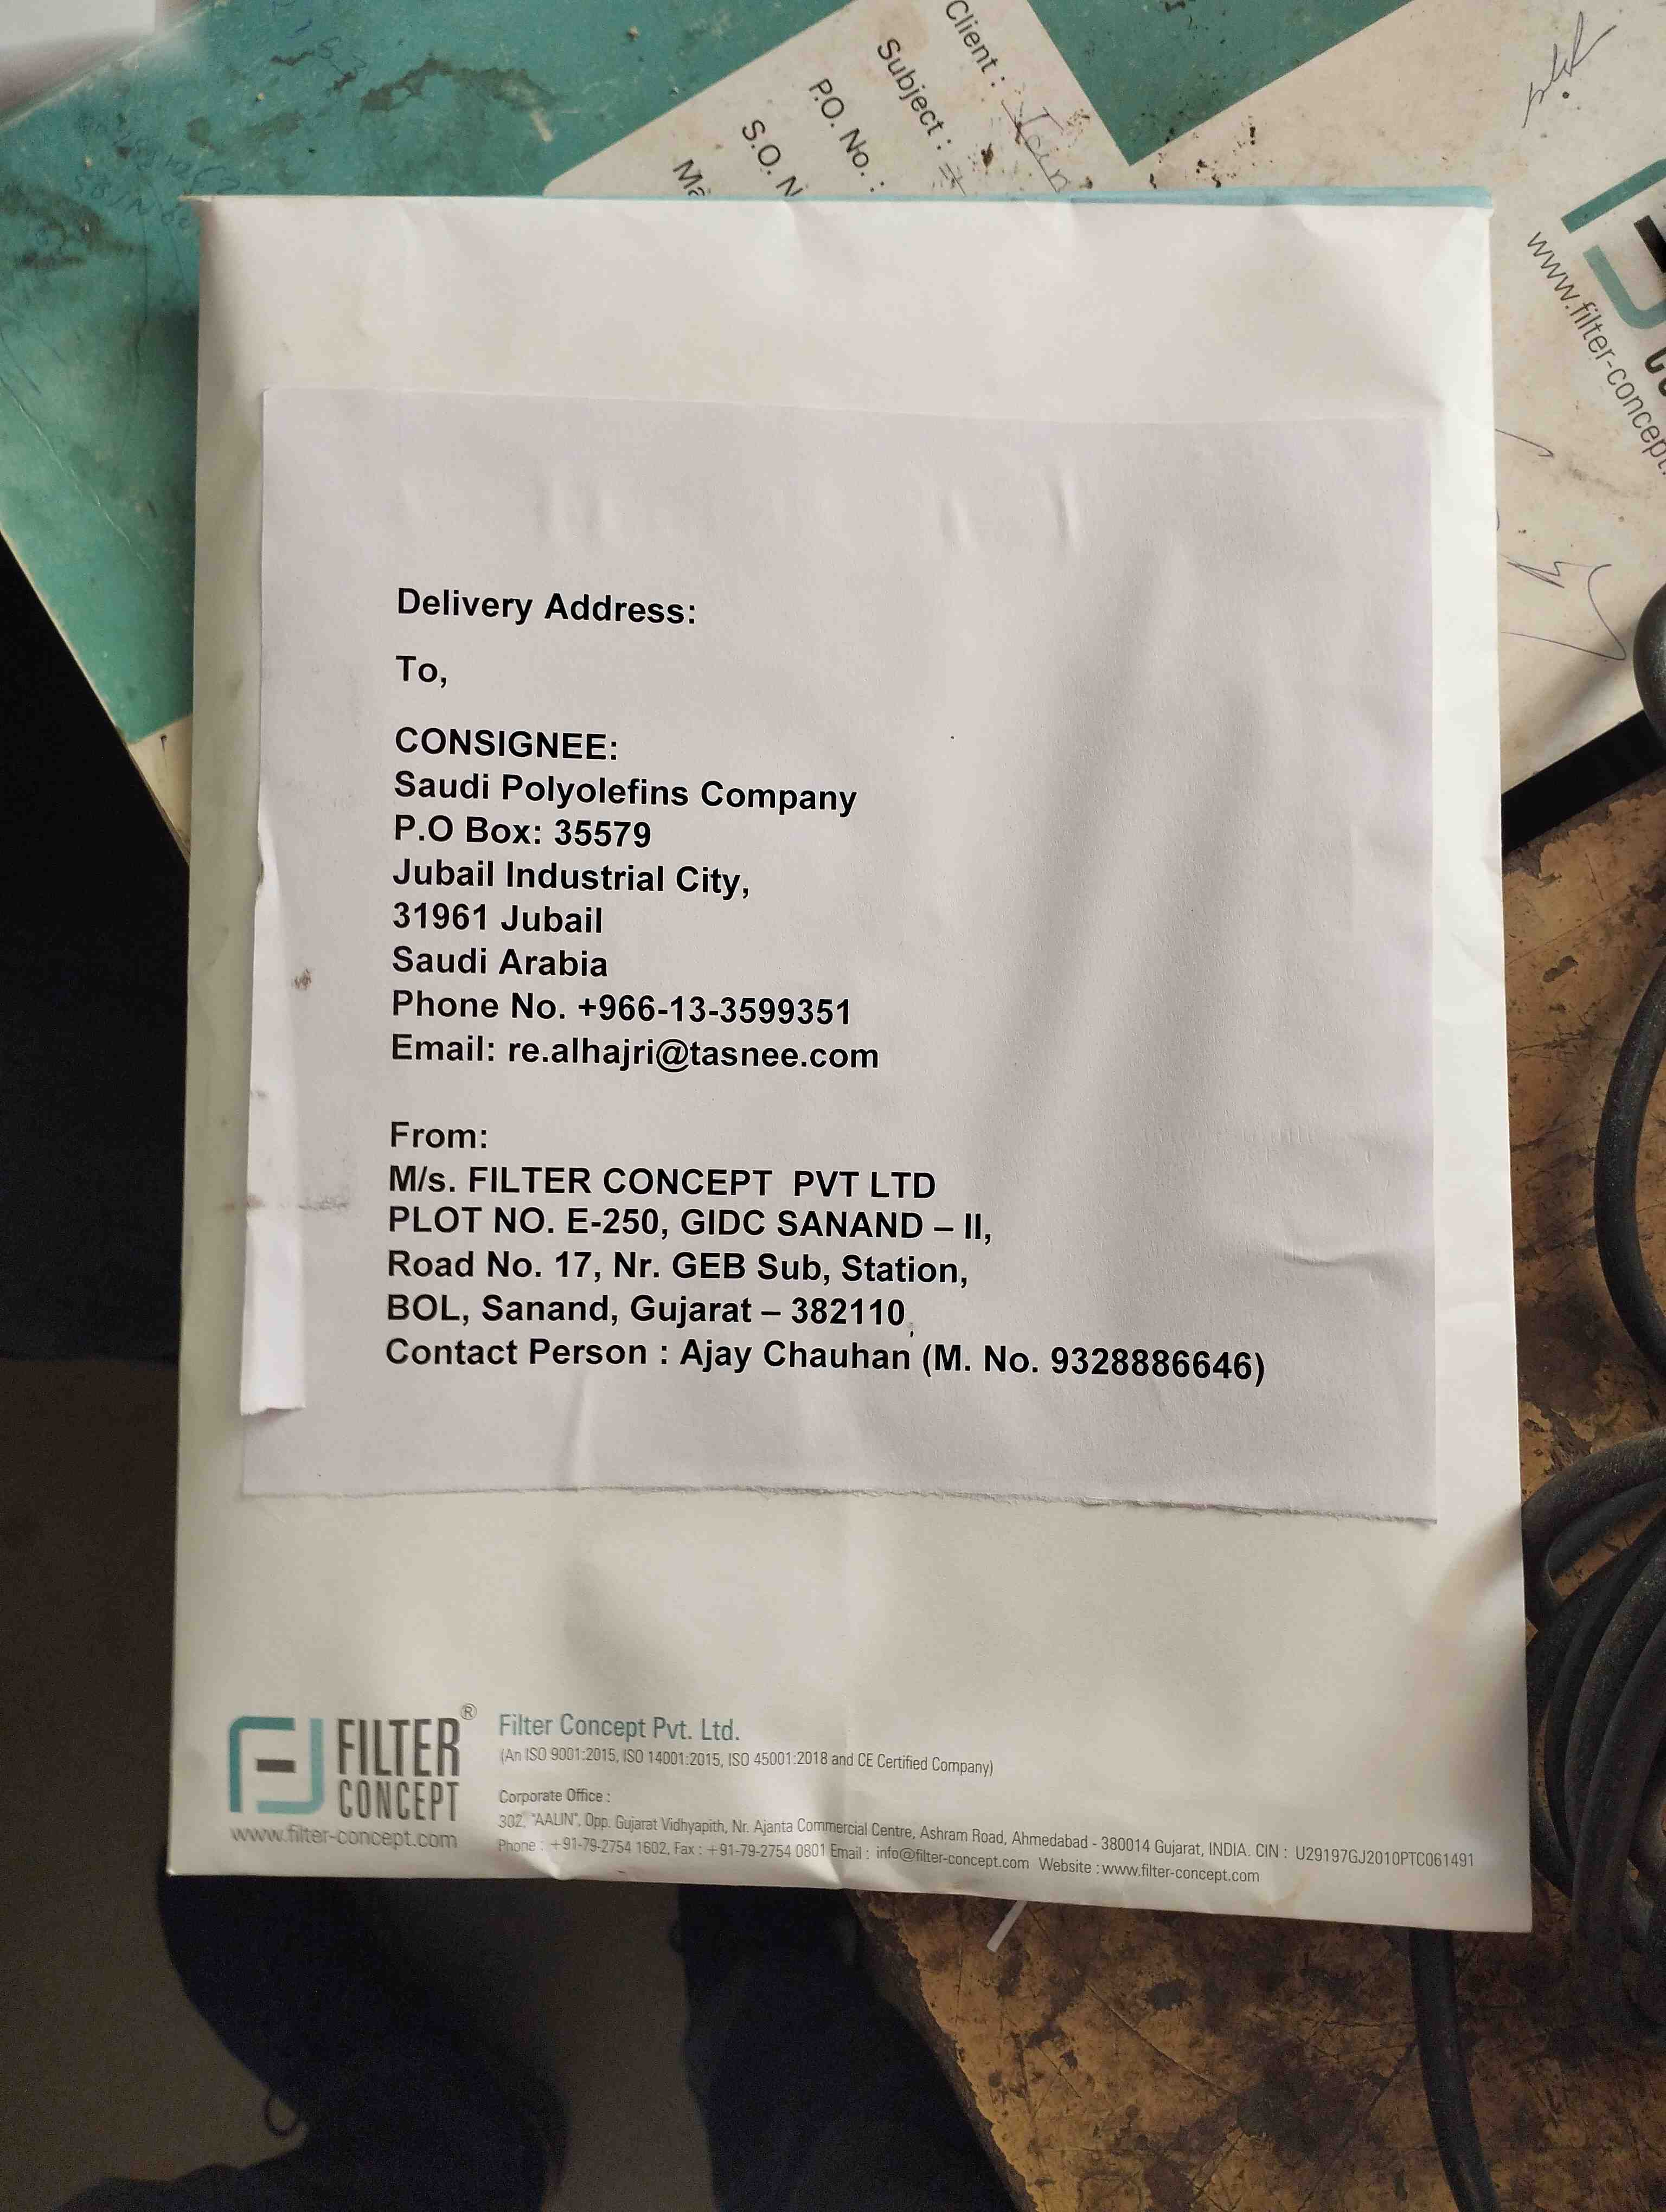 Client :
Subject :
P.O. No. :
S.O. N
Ma
www.filter-concept.
Delivery Address:
To,
CONSIGNEE:
Saudi Polyolefins Company
P.O Box: 35579
Jubail Industrial City,
31961 Jubail
Saudi Arabia
Phone No. +966-13-3599351
Email: re.alhajri@tasnee.com
From:
M/s. FILTER CONCEPT PVT LTD
PLOT NO. E-250, GIDC SANAND – II,
Road No. 17, Nr. GEB Sub, Station,
BOL, Sanand, Gujarat – 382110
Contact Person : Ajay Chauhan (M. No. 9328886646)
FILTER®
CONCEPT
www.filter-concept.com
Filter Concept Pvt. Ltd.
(An ISO 9001:2015, ISO 14001:2015, ISO 45001:2018 and CE Certified Company)
Corporate Office :
302, "AALIN", Opp. Gujarat Vidhyapith, Nr. Ajanta Commercial Centre, Ashram Road, Ahmedabad - 380014 Gujarat, INDIA. CIN : U29197GJ2010PTC061491
Phone : +91-79-2754 1602, Fax : +91-79-2754 0801 Email : info@filter-concept.com Website : www.filter-concept.com